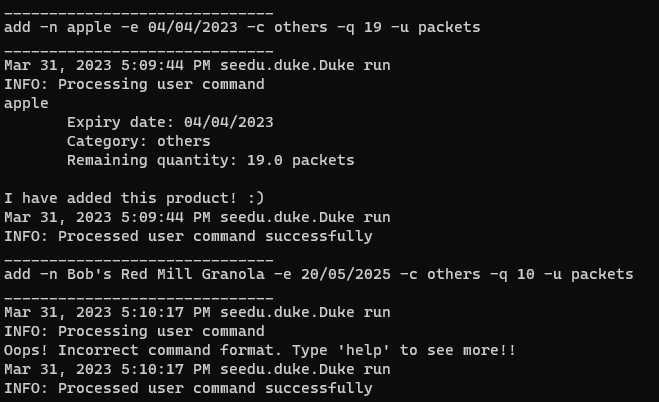 ______________________________
add -n apple -e 04/04/2023 -c others -q 19 -u packets
______________________________
Mar 31, 2023 5:09:44 PM seedu.duke.Duke run
INFO: Processing user command
apple
       Expiry date: 04/04/2023
       Category: others
       Remaining quantity: 19.0 packets

I have added this product! :)
Mar 31, 2023 5:09:44 PM seedu.duke.Duke run
INFO: Processed user command successfully
______________________________
add -n Bob's Red Mill Granola -e 20/05/2025 -c others -q 10 -u packets
______________________________
Mar 31, 2023 5:10:17 PM seedu.duke.Duke run
INFO: Processing user command
Oops! Incorrect command format. Type 'help' to see more!!
Mar 31, 2023 5:10:17 PM seedu.duke.Duke run
INFO: Processed user command successfully